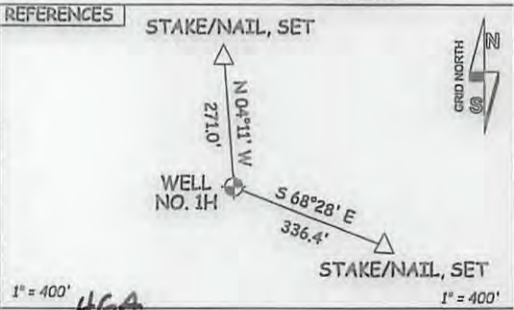 REFERENCES
STAKE/NAIL, SET
N
GRID NORTH
S
N 04°11' W
271.0'
WELL
NO. 1H
S 68°28' E
336.4'
STAKE/NAIL, SET
1" = 400'
1" = 400'